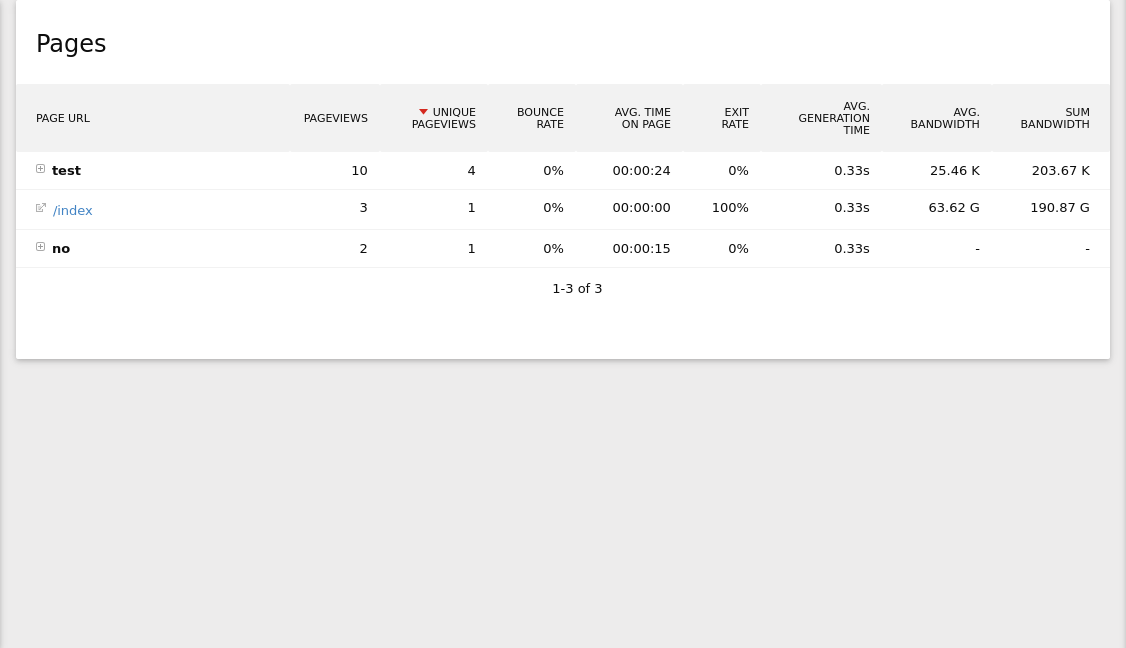 Pages
PAGE URL PAGEVIEWS UNIQUE PAGEVIEWS BOUNCE RATE AVG. TIME ON PAGE EXIT RATE AVG. GENERATION TIME AVG. BANDWIDTH SUM BANDWIDTH
test 10 4 0% 00:00:24 0% 0.33s 25.46 K 203.67 K
/index 3 1 0% 00:00:00 100% 0.33s 63.62 G 190.87 G
no 2 1 0% 00:00:15 0% 0.33s - -
1-3 of 3